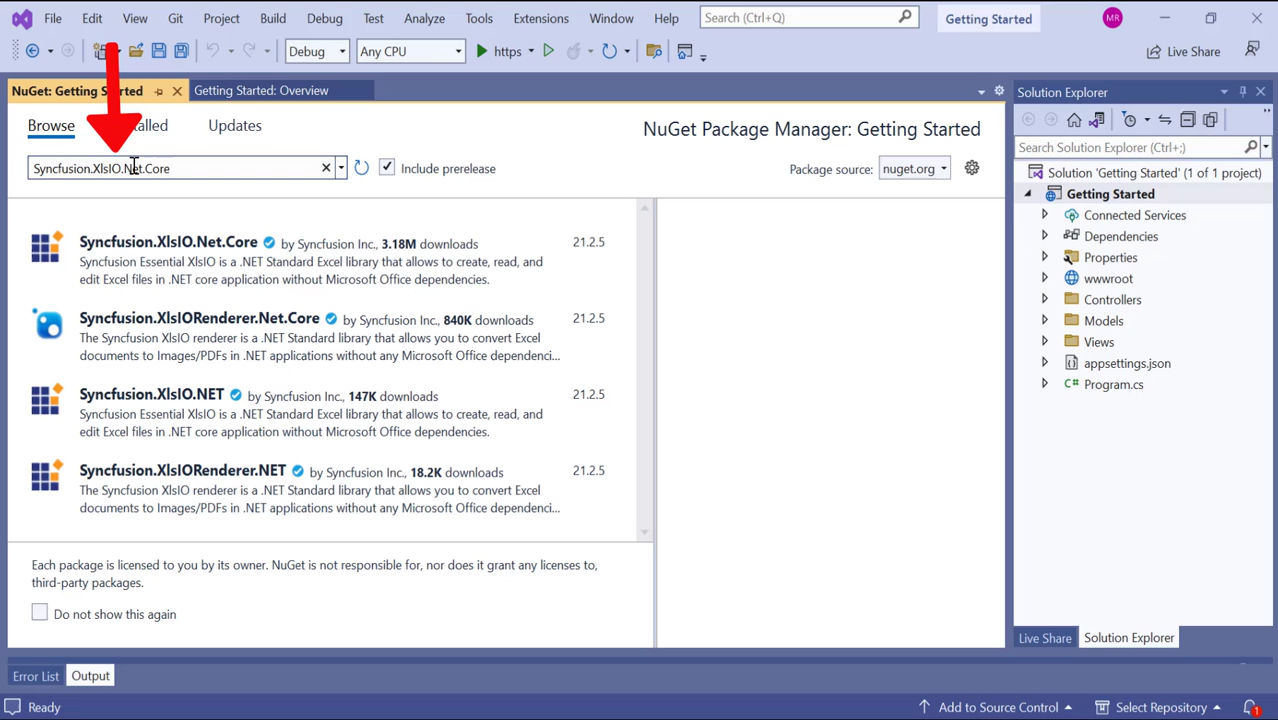 File Edit View Git Project Build Debug Test Analyze Tools Extensions Window Help Search (Ctrl+Q) Getting Started MR
Debug Any CPU https Live Share
NuGet: Getting Started Getting Started: Overview
Browse Updates
NuGet Package Manager: Getting Started
Syncfusion.XlsIO.Net.Core Include prerelease Package source: nuget.org
Syncfusion.XlsIO.Net.Core by Syncfusion Inc., 3.18M downloads 21.2.5
Syncfusion Essential XlsIO is a .NET Standard Excel library that allows to create, read, and
edit Excel files in .NET core application without Microsoft Office dependencies.
Syncfusion.XlsIORenderer.Net.Core by Syncfusion Inc., 840K downloads 21.2.5
The Syncfusion XlsIO renderer is a .NET Standard library that allows you to convert Excel
documents to Images/PDFs in .NET applications without any Microsoft Office dependenci...
Syncfusion.XlsIO.NET by Syncfusion Inc., 147K downloads 21.2.5
Syncfusion Essential XlsIO is a .NET Standard Excel library that allows to create, read, and
edit Excel files in .NET core application without Microsoft Office dependencies.
Syncfusion.XlsIORenderer.NET by Syncfusion Inc., 18.2K downloads 21.2.5
The Syncfusion XlsIO renderer is a .NET Standard library that allows you to convert Excel
documents to Images/PDFs in .NET applications without any Microsoft Office dependenci...
Each package is licensed to you by its owner. NuGet is not responsible for, nor does it grant any licenses to,
third-party packages.
Do not show this again
Solution Explorer
Search Solution Explorer (Ctrl+;)
Solution 'Getting Started' (1 of 1 project)
Getting Started
Connected Services
Dependencies
Properties
wwwroot
Controllers
Models
Views
appsettings.json
C# Program.cs
Live Share Solution Explorer
Error List Output
Ready Add to Source Control Select Repository 1